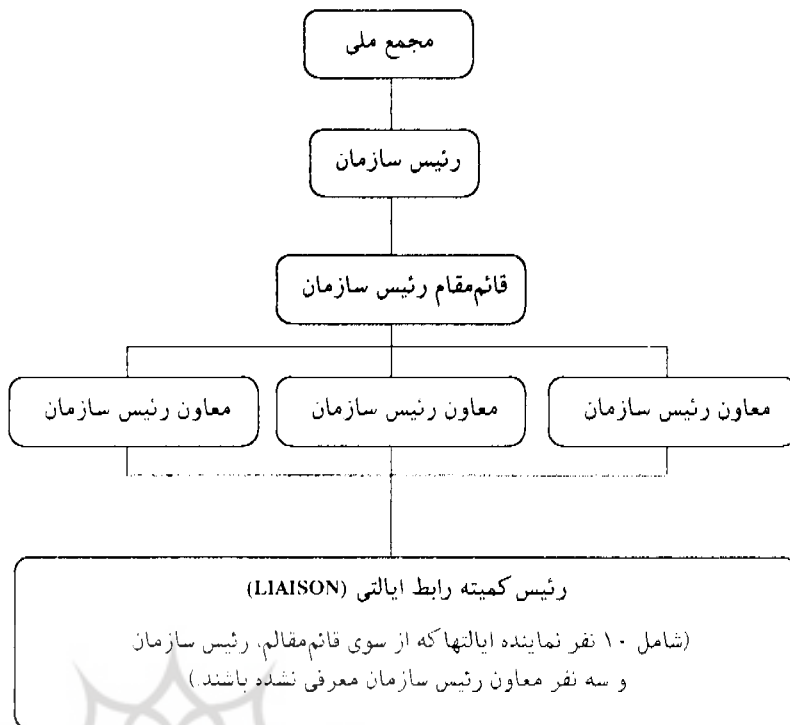 مجمع ملی
رئیس سازمان
قائم‌مقام رئیس سازمان
معاون رئیس سازمان
معاون رئیس سازمان
معاون رئیس سازمان
رئیس کمیته رابط ایالتی (LIAISON)
(شامل ۱۰ نفر نماینده ایالتها که از سوی قائم‌مقالم، رئیس سازمان
و سه نفر معاون رئیس سازمان معرفی نشده باشند.)